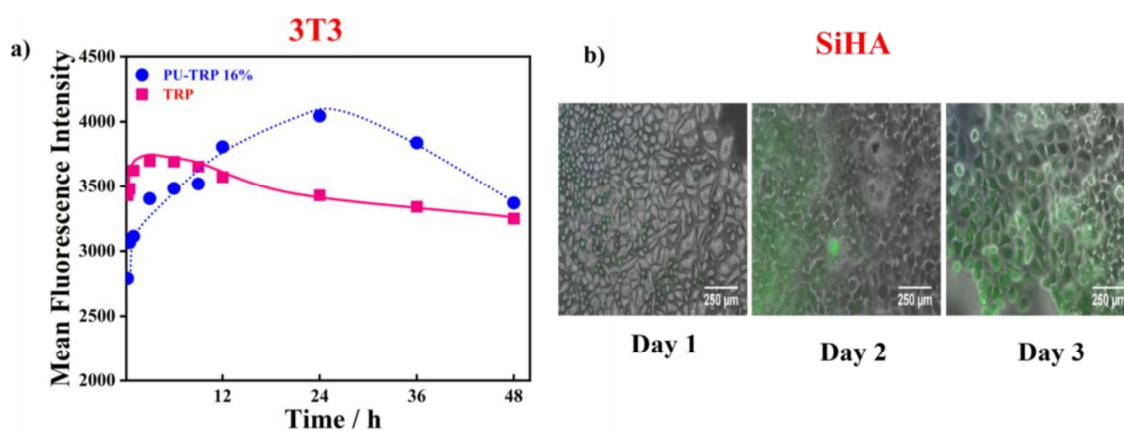 a)
3T3
Mean Fluorescence Intensity
4500
4000
3500
3000
2500
2000
PU-TRP 16%
TRP
12
24
36
48
Time / h
b)
SiHA
250 µm
250 µm
250 µm
Day 1
Day 2
Day 3